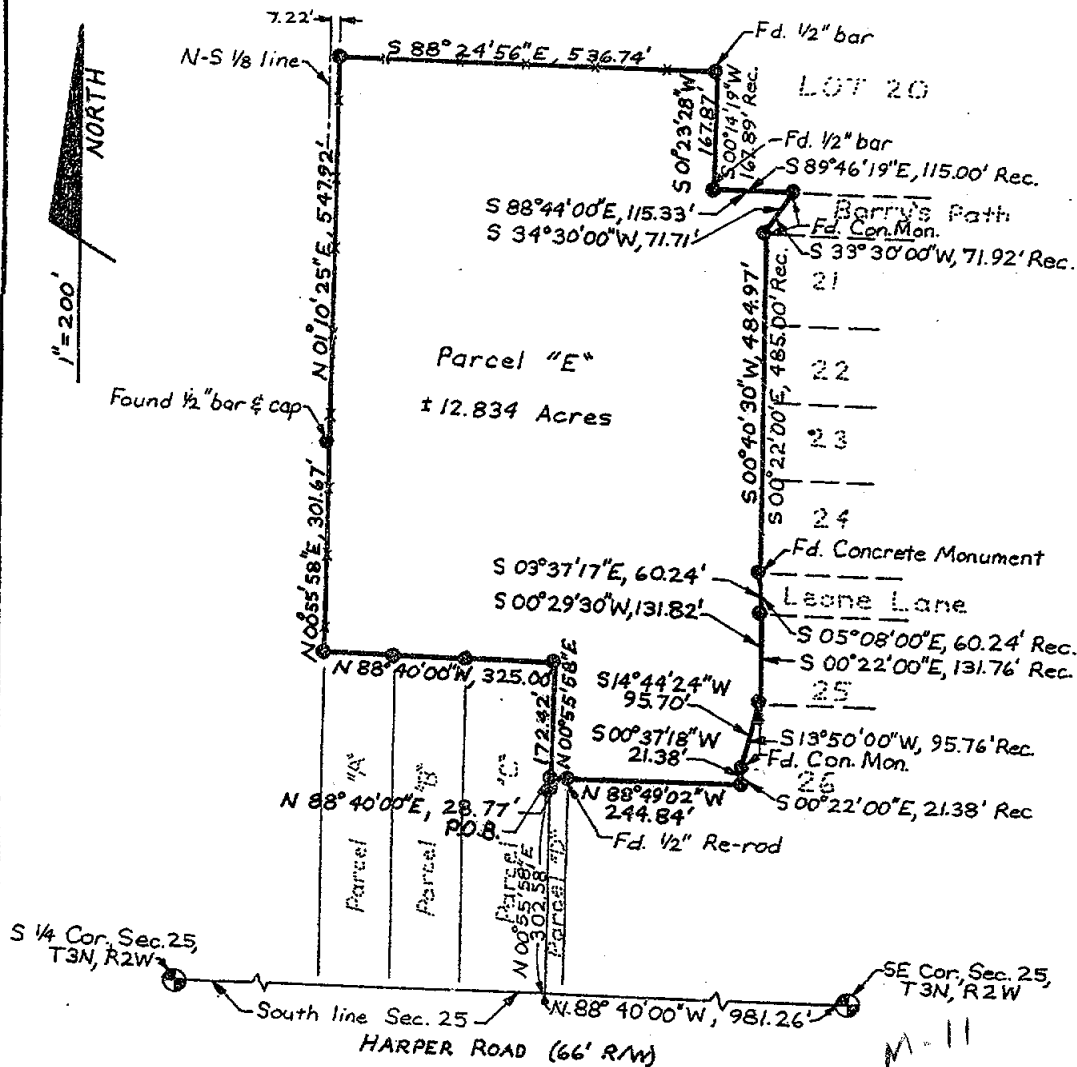 7.22'
N-S 1/8 line
S 88°24'56"E, 536.74'
Fd. 1/2" bar
LOT 20
NORTH
1"=200'
S 01°23'28"W
167.87'
S 00°14'19"W
167.89' Rec.
Fd. 1/2" bar
S 89°46'19"E, 115.00' Rec.
S 88°44'00"E, 115.33'
S 34°30'00"W, 71.71'
Barry's Path
Fd. Con. Mon.
S 33°30'00"W, 71.92' Rec.
N 01°10'25"E, 547.92'
21
Parcel "E"
± 12.834 Acres
S 00°40'30"W, 484.97'
S 00°22'00"E, 485.00' Rec.
22
Found 1/2" bar & cap
23
24
N 00°55'58"E, 301.67'
Fd. Concrete Monument
S 03°37'17"E, 60.24'
Leone Lane
S 00°29'30"W, 131.82'
S 05°08'00"E, 60.24' Rec.
S 00°22'00"E, 131.76' Rec.
N 88°40'00"W, 325.00'
172.42'
N 00°55'58"E
25
S 14°44'24"W
95.70'
S 13°50'00"W, 95.76' Rec.
S 00°37'18"W
21.38'
Fd. Con. Mon.
26
S 00°22'00"E, 21.38' Rec
N 88°40'00"E, 28.77'
P.O.B.
N 88°49'02"W
244.84'
Fd. 1/2" Re-rod
Parcel "A"
Parcel "B"
Parcel "C"
N 00°55'58"E
302.58'
Parcel "D"
S 1/4 Cor., Sec. 25,
T3N, R2W
SE Cor., Sec. 25,
T3N, R2W
South line Sec. 25
N 88°40'00"W, 981.26'
HARPER ROAD (66' R/W)
M-11